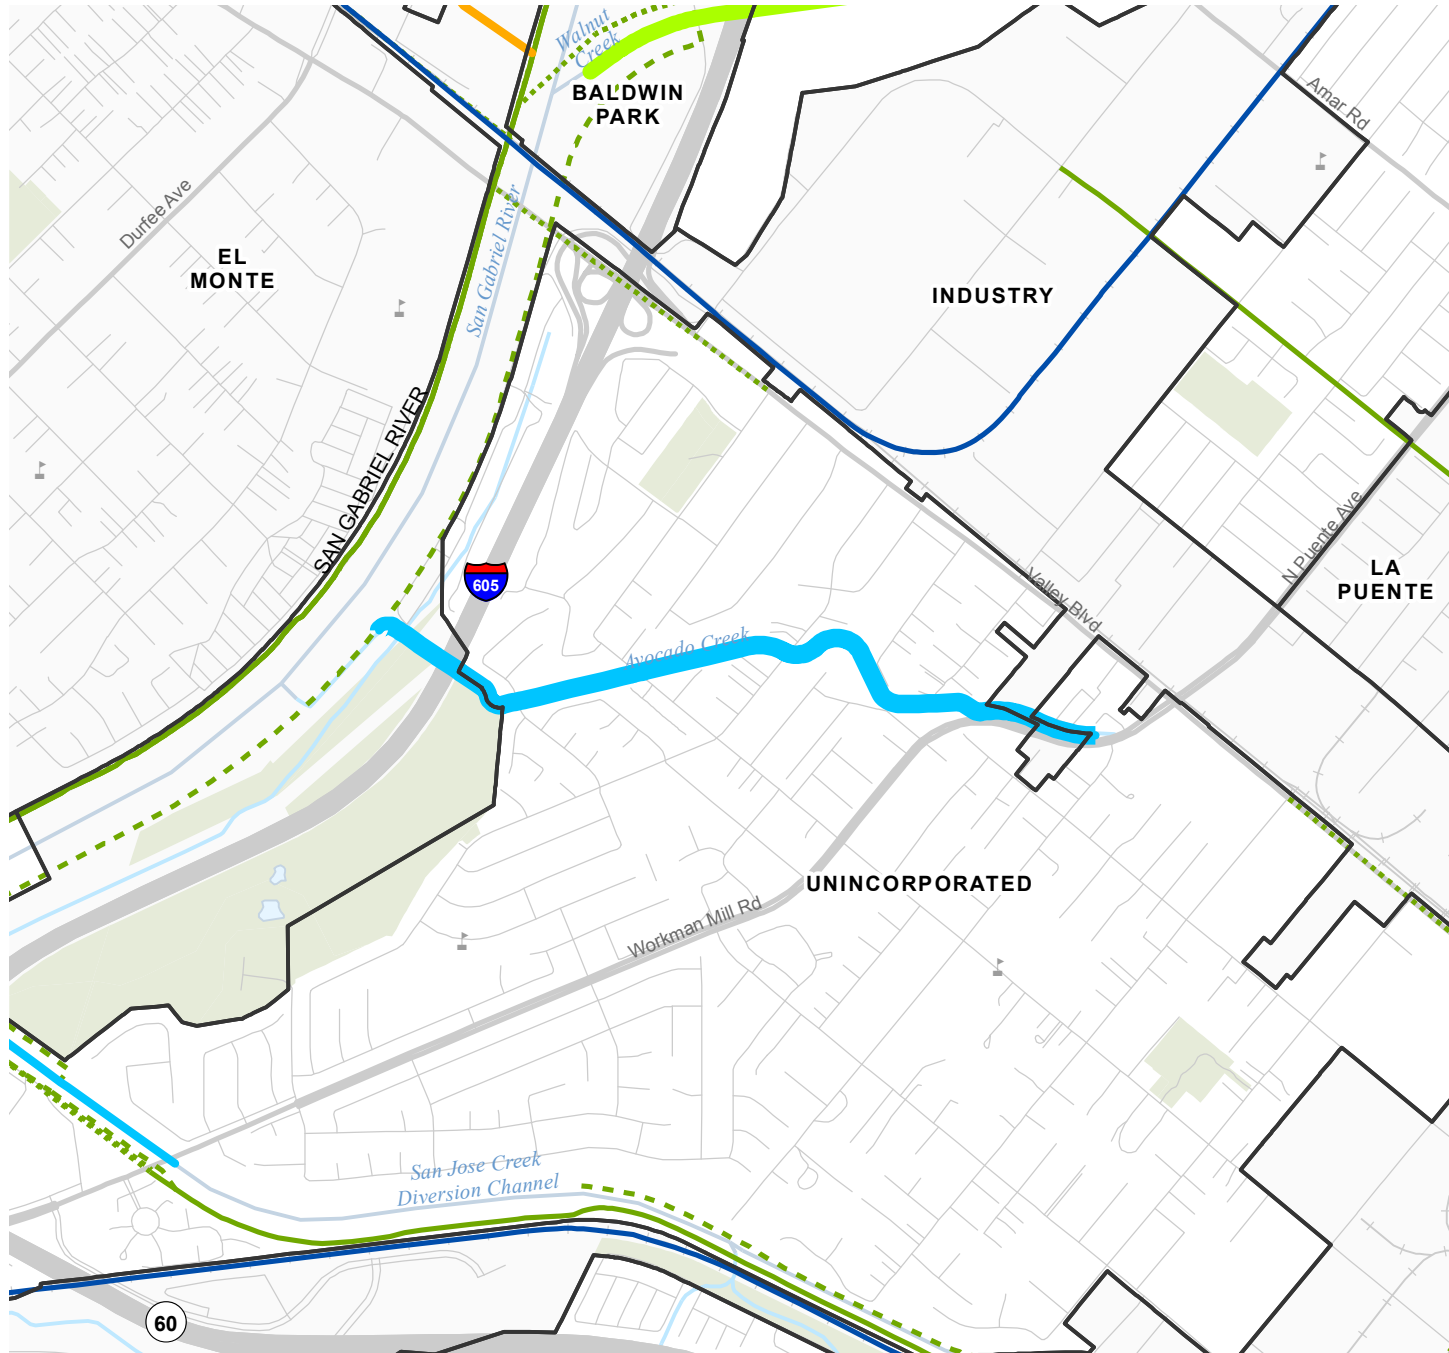 Walnut
Creek
BALDWIN
PARK
Amar Rd
Durfee Ave
San Gabriel River
EL
MONTE
INDUSTRY
SAN GABRIEL RIVER
N Puente Ave
605
Valley Blvd
LA
PUENTE
Avocado Creek
UNINCORPORATED
Workman Mill Rd
San Jose Creek
Diversion Channel
60